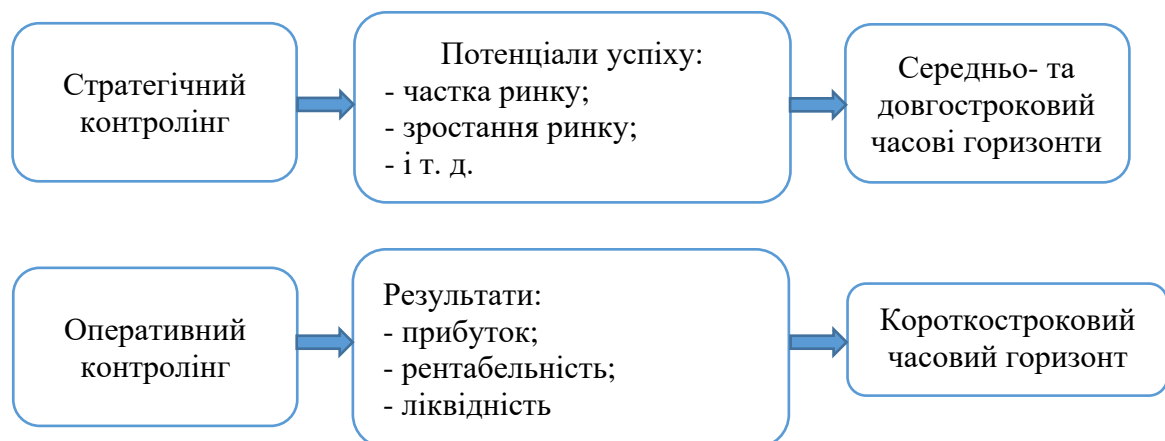 Стратегічний
контролінг
Потенціали успіху:
- частка ринку;
- зростання ринку;
- і т. д.
Середньо- та
довгостроковий
часові горизонти
Оперативний
контролінг
Результати:
- прибуток;
- рентабельність;
- ліквідність
Короткостроковий
часовий горизонт